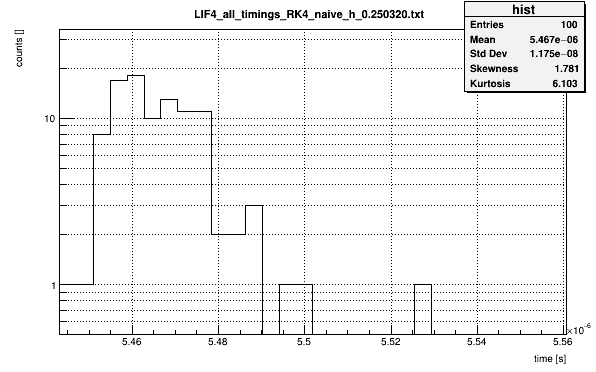 LIF4_all_timings_RK4_naive_h_0.250320.txt
hist
Entries 100
Mean 5.467e−06
Std Dev 1.175e−08
Skewness 1.781
Kurtosis 6.103
counts []
10
1
5.46 5.48 5.5 5.52 5.54 5.56
×10⁻⁶
time [s]